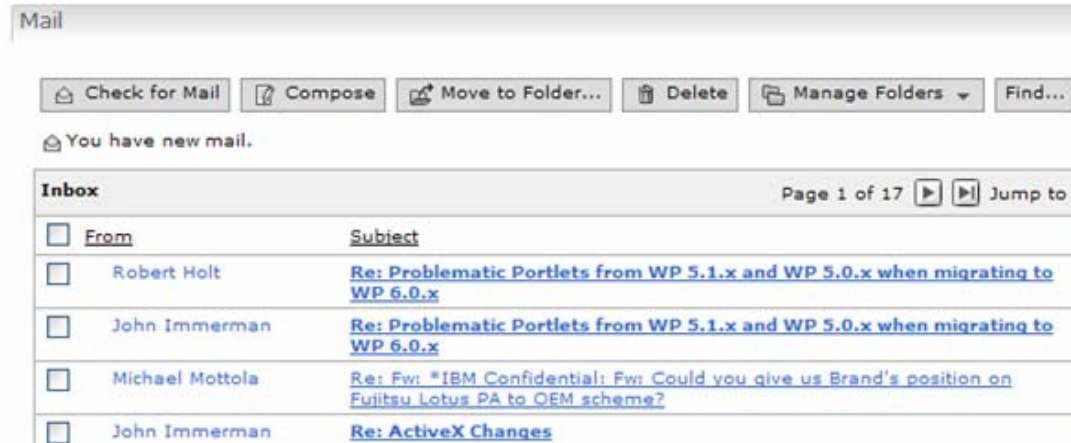 Mail
Check for Mail Compose Move to Folder... Delete Manage Folders Find...
You have new mail.
Inbox Page 1 of 17 Jump to
From Subject
Robert Holt Re: Problematic Portlets from WP 5.1.x and WP 5.0.x when migrating to
WP 6.0.x
John Immerman Re: Problematic Portlets from WP 5.1.x and WP 5.0.x when migrating to
WP 6.0.x
Michael Mottola Re: Fw: *IBM Confidential: Fw: Could you give us Brand's position on
Fujitsu Lotus PA to OEM scheme?
John Immerman Re: ActiveX Changes